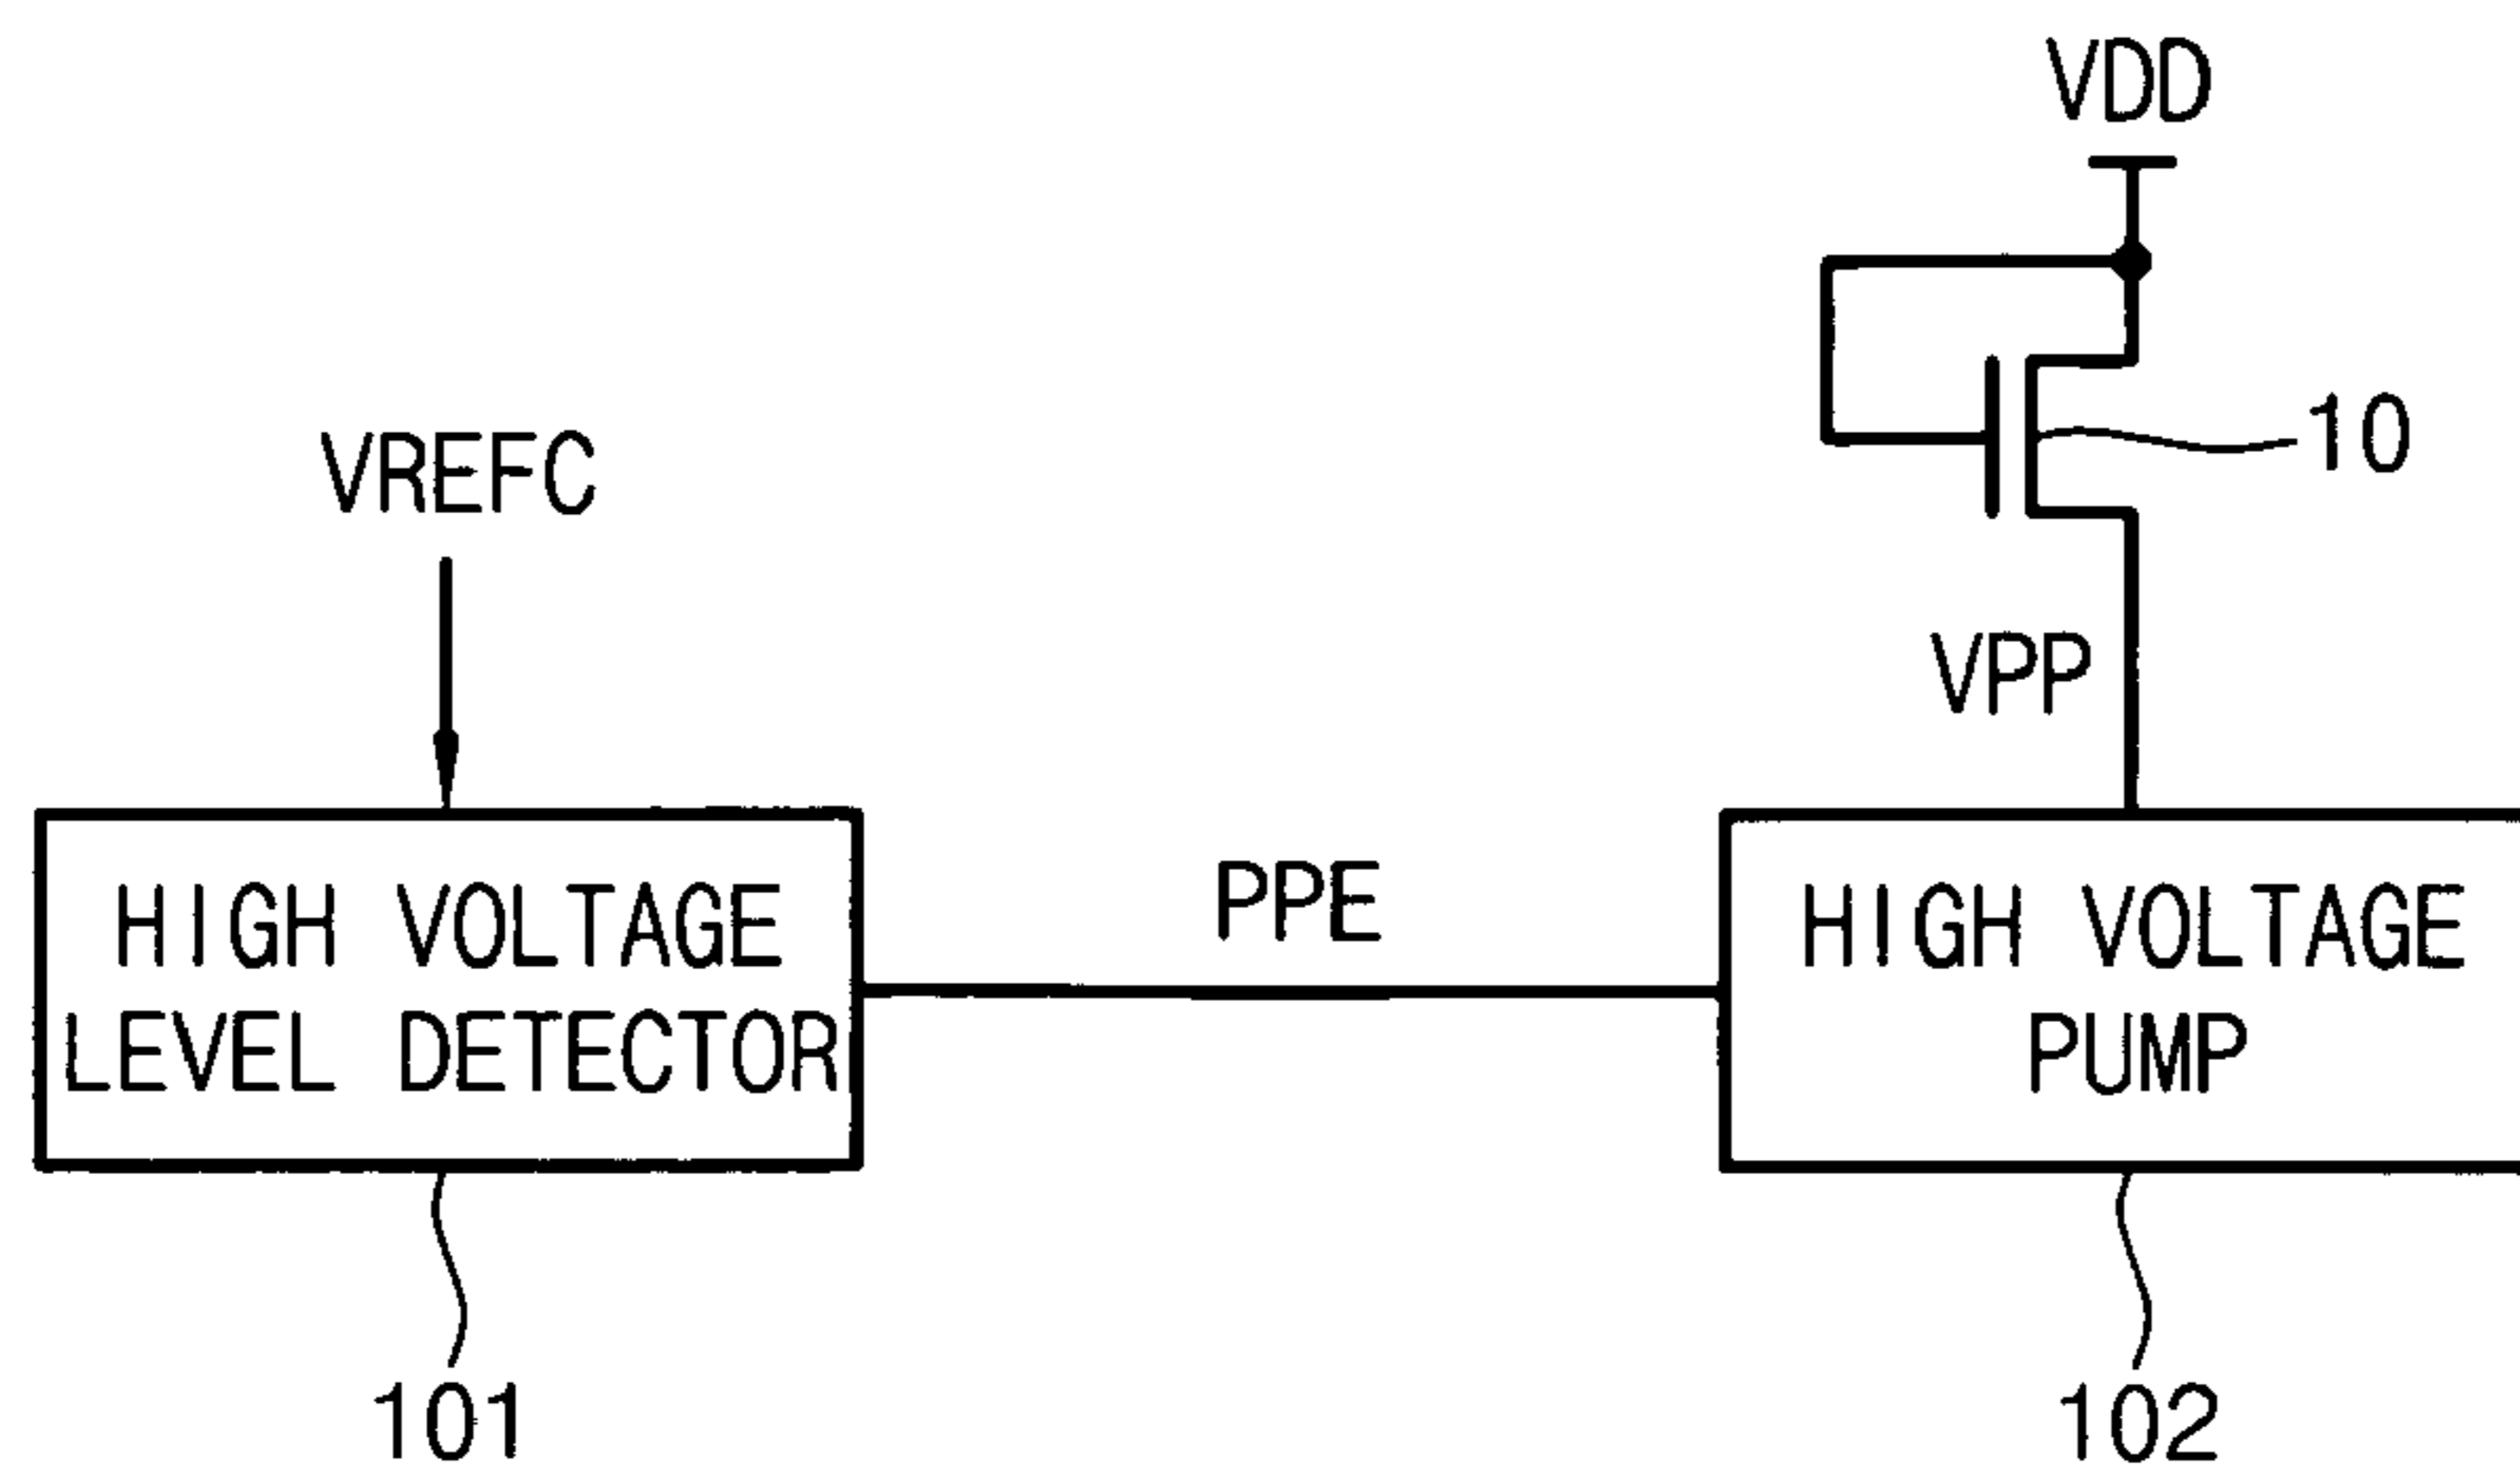 VDD
10
VREFC
VPP
PPE
HIGH VOLTAGE
LEVEL DETECTOR
HIGH VOLTAGE
PUMP
101
102